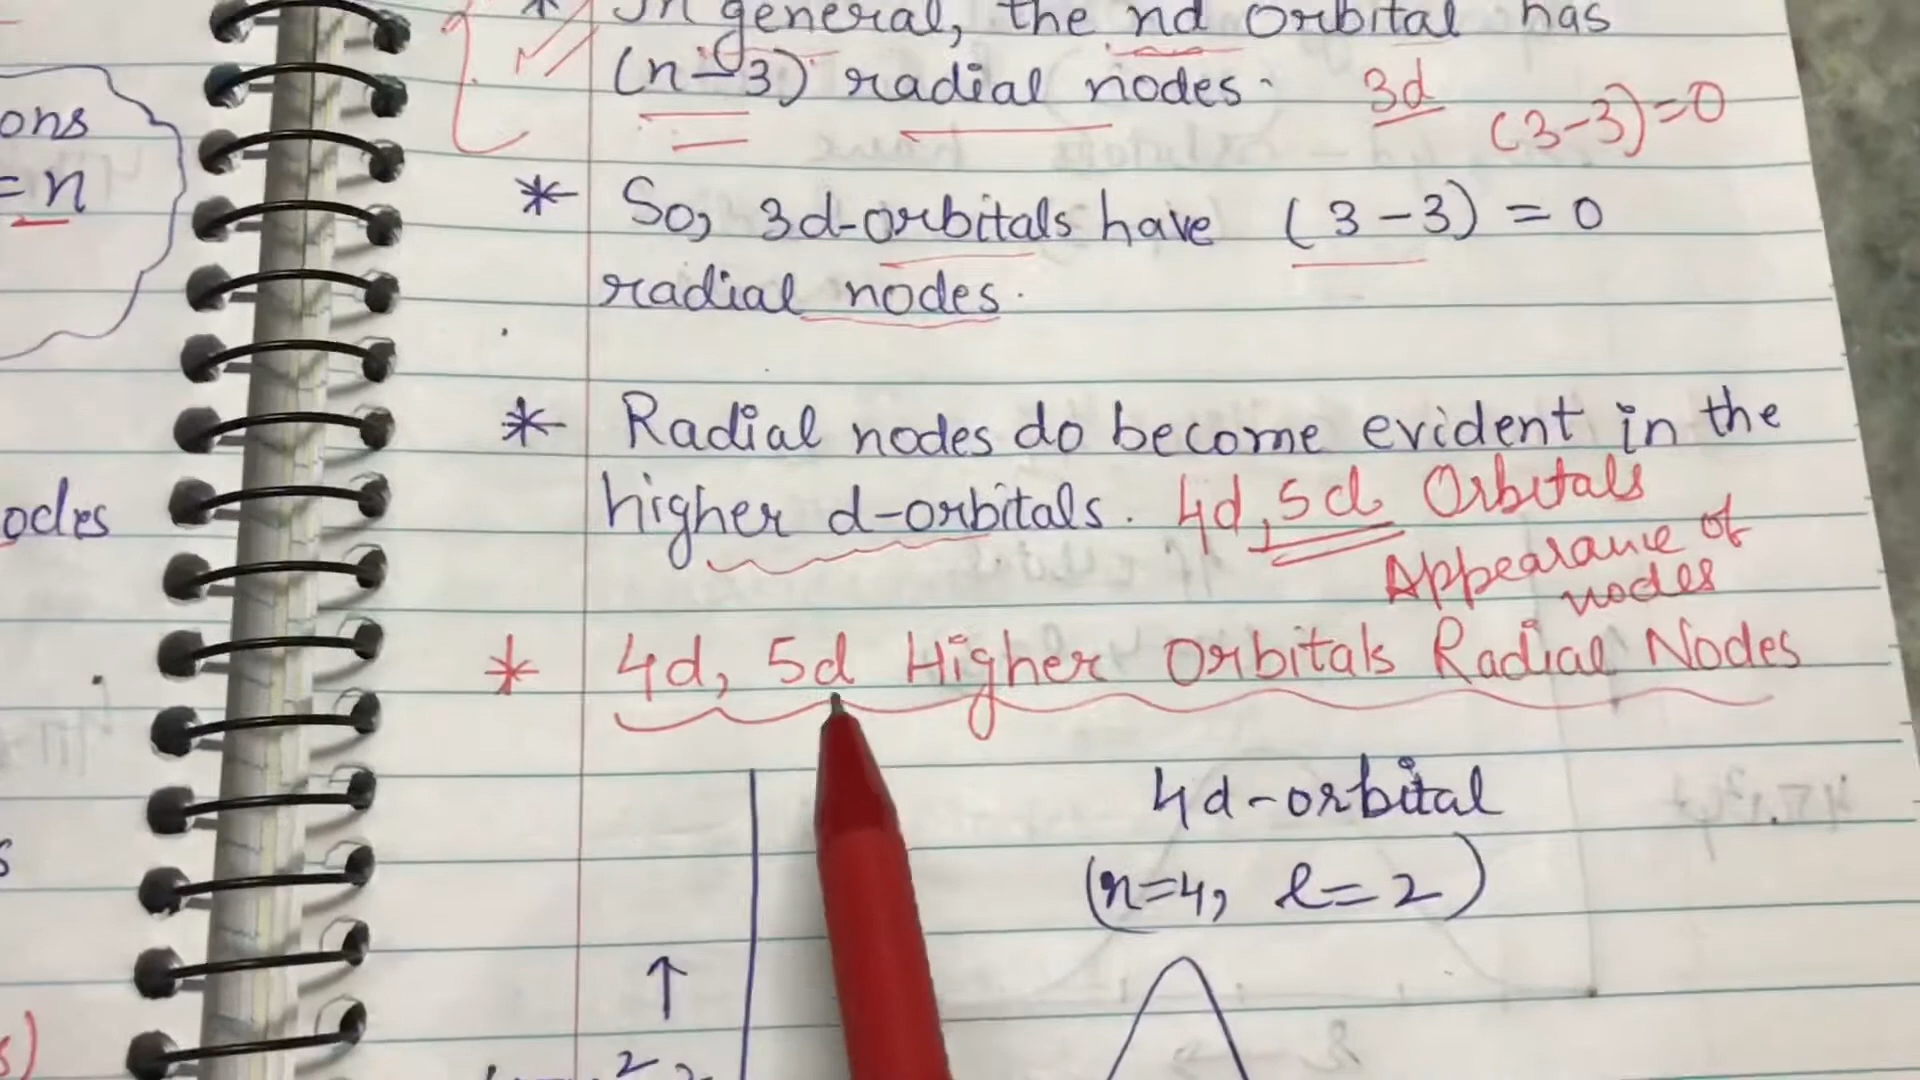 ons
= n
odes
* In general, the nd orbital has
(n-3) radial nodes.
3d
(3-3)=0
* So, 3d-orbitals have (3-3) = 0
radial nodes.
* Radial nodes do become evident in the
higher d-orbitals. 4d, 5d Orbitals
Appearance of
nodes
* 4d, 5d Higher Orbitals Radial Nodes
4d-orbital
(n=4, l=2)
↑